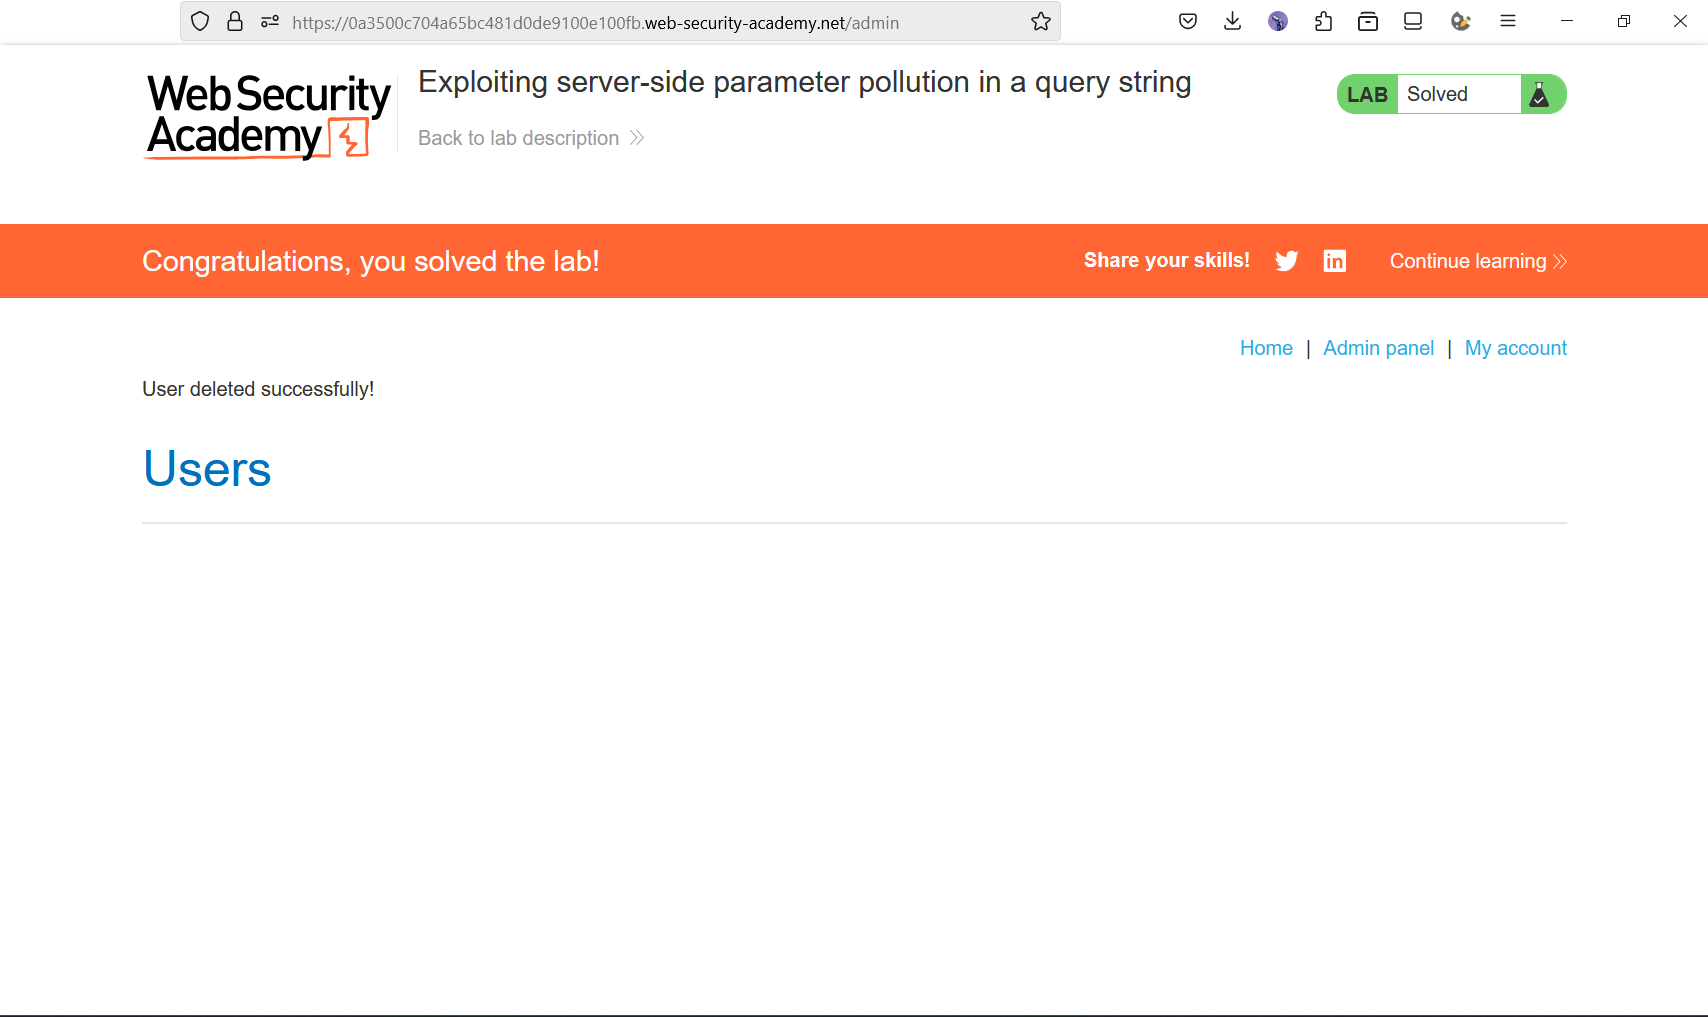 https://0a3500c704a65bc481d0de9100e100fb.web-security-academy.net/admin
Web Security
Academy
Exploiting server-side parameter pollution in a query string
Back to lab description
LAB Solved
Congratulations, you solved the lab!
Share your skills! in Continue learning
Home | Admin panel | My account
User deleted successfully!
Users